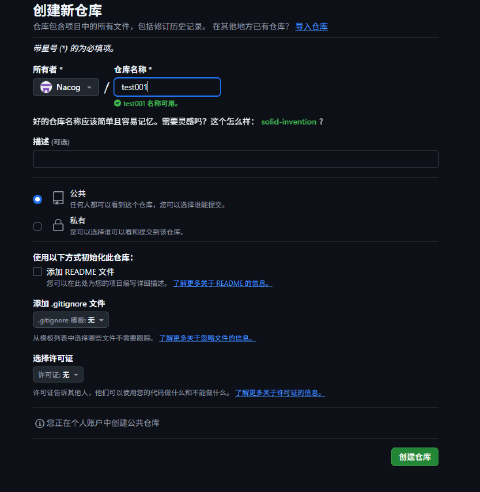 创建新仓库
仓库包含项目中的所有文件，包括修订历史记录。 在其他地方已有仓库？ 导入仓库
带星号 (*) 的为必填项。
所有者 * 仓库名称 *
Nacog / test001
test001 名称可用。
好的仓库名称应该简单且容易记忆。需要灵感吗？这个怎么样： solid-invention ？
描述 (可选)
公共
任何人都可以看到这个仓库，您可以选择谁能提交。
私有
您可以选择谁可以看和提交到该仓库。
使用以下方式初始化此仓库：
添加 README 文件
您可以在此处为您的项目编写详细描述。 了解更多关于 README 的信息。
添加 .gitignore 文件
.gitignore 模板: 无
从模板列表中选择哪些文件不需要跟踪。 了解更多关于忽略文件的信息。
选择许可证
许可证: 无
许可证告诉其他人，他们可以使用您的代码做什么和不能做什么。 了解更多关于许可证的信息。
您正在个人账户中创建公共仓库
创建仓库